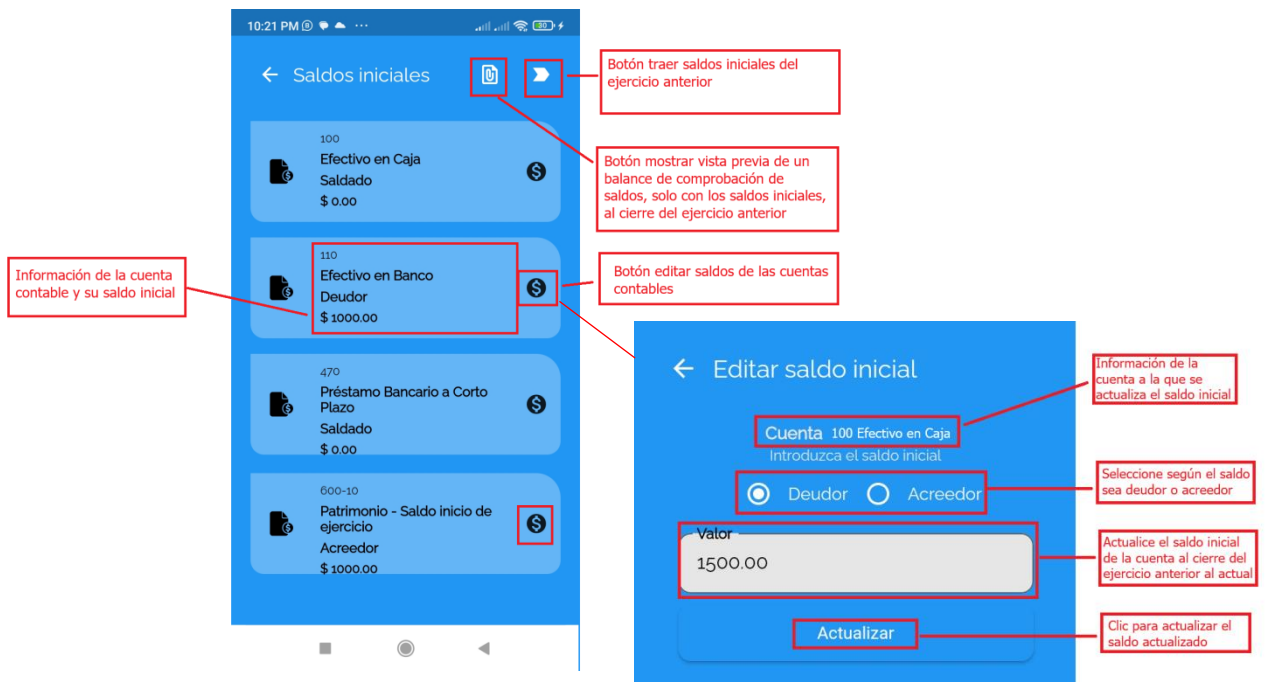 10:21 PM
Saldos iniciales
Botón traer saldos iniciales del
ejercicio anterior
100
Efectivo en Caja
Saldado
$ 0.00
Botón mostrar vista previa de un
balance de comprobación de
saldos, solo con los saldos iniciales,
al cierre del ejercicio anterior
Información de la cuenta
contable y su saldo inicial
110
Efectivo en Banco
Deudor
$ 1000.00
Botón editar saldos de las cuentas
contables
470
Préstamo Bancario a Corto
Plazo
Saldado
$ 0.00
600-10
Patrimonio - Saldo inicio de
ejercicio
Acreedor
$ 1000.00
Editar saldo inicial
Información de la
cuenta a la que se
actualiza el saldo inicial
Cuenta 100 Efectivo en Caja
Introduzca el saldo inicial
Deudor Acreedor
Seleccione según el saldo
sea deudor o acreedor
Valor
1500.00
Actualice el saldo inicial
de la cuenta al cierre del
ejercicio anterior al actual
Actualizar
Clic para actualizar el
saldo actualizado